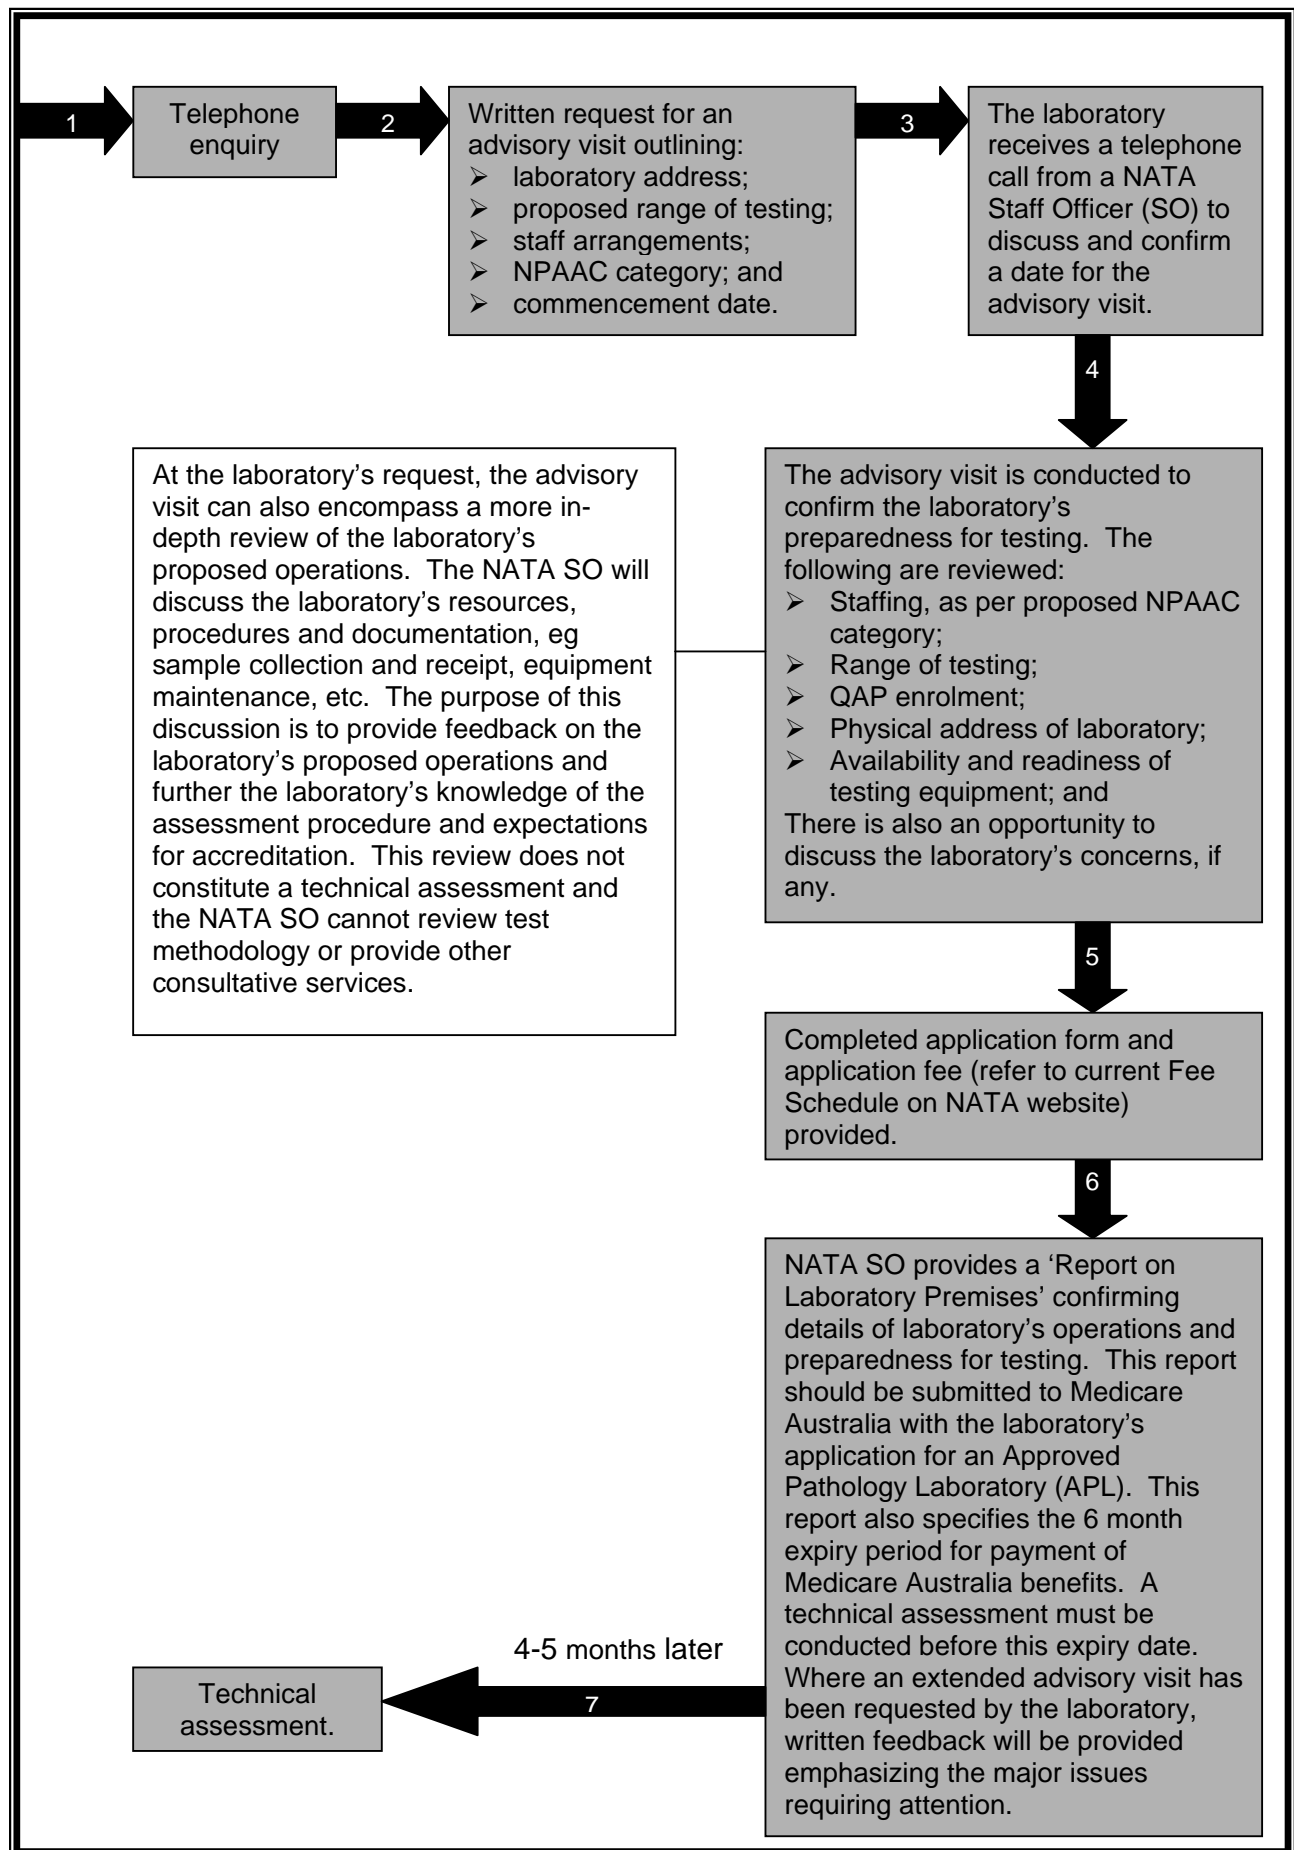 1
Telephone
enquiry
2
Written request for an
advisory visit outlining:
➢ laboratory address;
➢ proposed range of testing;
➢ staff arrangements;
➢ NPAAC category; and
➢ commencement date.
3
The laboratory
receives a telephone
call from a NATA
Staff Officer (SO) to
discuss and confirm
a date for the
advisory visit.
4
At the laboratory’s request, the advisory
visit can also encompass a more in-
depth review of the laboratory’s
proposed operations. The NATA SO will
discuss the laboratory’s resources,
procedures and documentation, eg
sample collection and receipt, equipment
maintenance, etc. The purpose of this
discussion is to provide feedback on the
laboratory’s proposed operations and
further the laboratory’s knowledge of the
assessment procedure and expectations
for accreditation. This review does not
constitute a technical assessment and
the NATA SO cannot review test
methodology or provide other
consultative services.
The advisory visit is conducted to
confirm the laboratory’s
preparedness for testing. The
following are reviewed:
➢ Staffing, as per proposed NPAAC
category;
➢ Range of testing;
➢ QAP enrolment;
➢ Physical address of laboratory;
➢ Availability and readiness of
testing equipment; and
There is also an opportunity to
discuss the laboratory’s concerns, if
any.
5
Completed application form and
application fee (refer to current Fee
Schedule on NATA website)
provided.
6
NATA SO provides a ‘Report on
Laboratory Premises’ confirming
details of laboratory’s operations and
preparedness for testing. This report
should be submitted to Medicare
Australia with the laboratory’s
application for an Approved
Pathology Laboratory (APL). This
report also specifies the 6 month
expiry period for payment of
Medicare Australia benefits. A
technical assessment must be
conducted before this expiry date.
Where an extended advisory visit has
been requested by the laboratory,
written feedback will be provided
emphasizing the major issues
requiring attention.
4-5 months later
7
Technical
assessment.